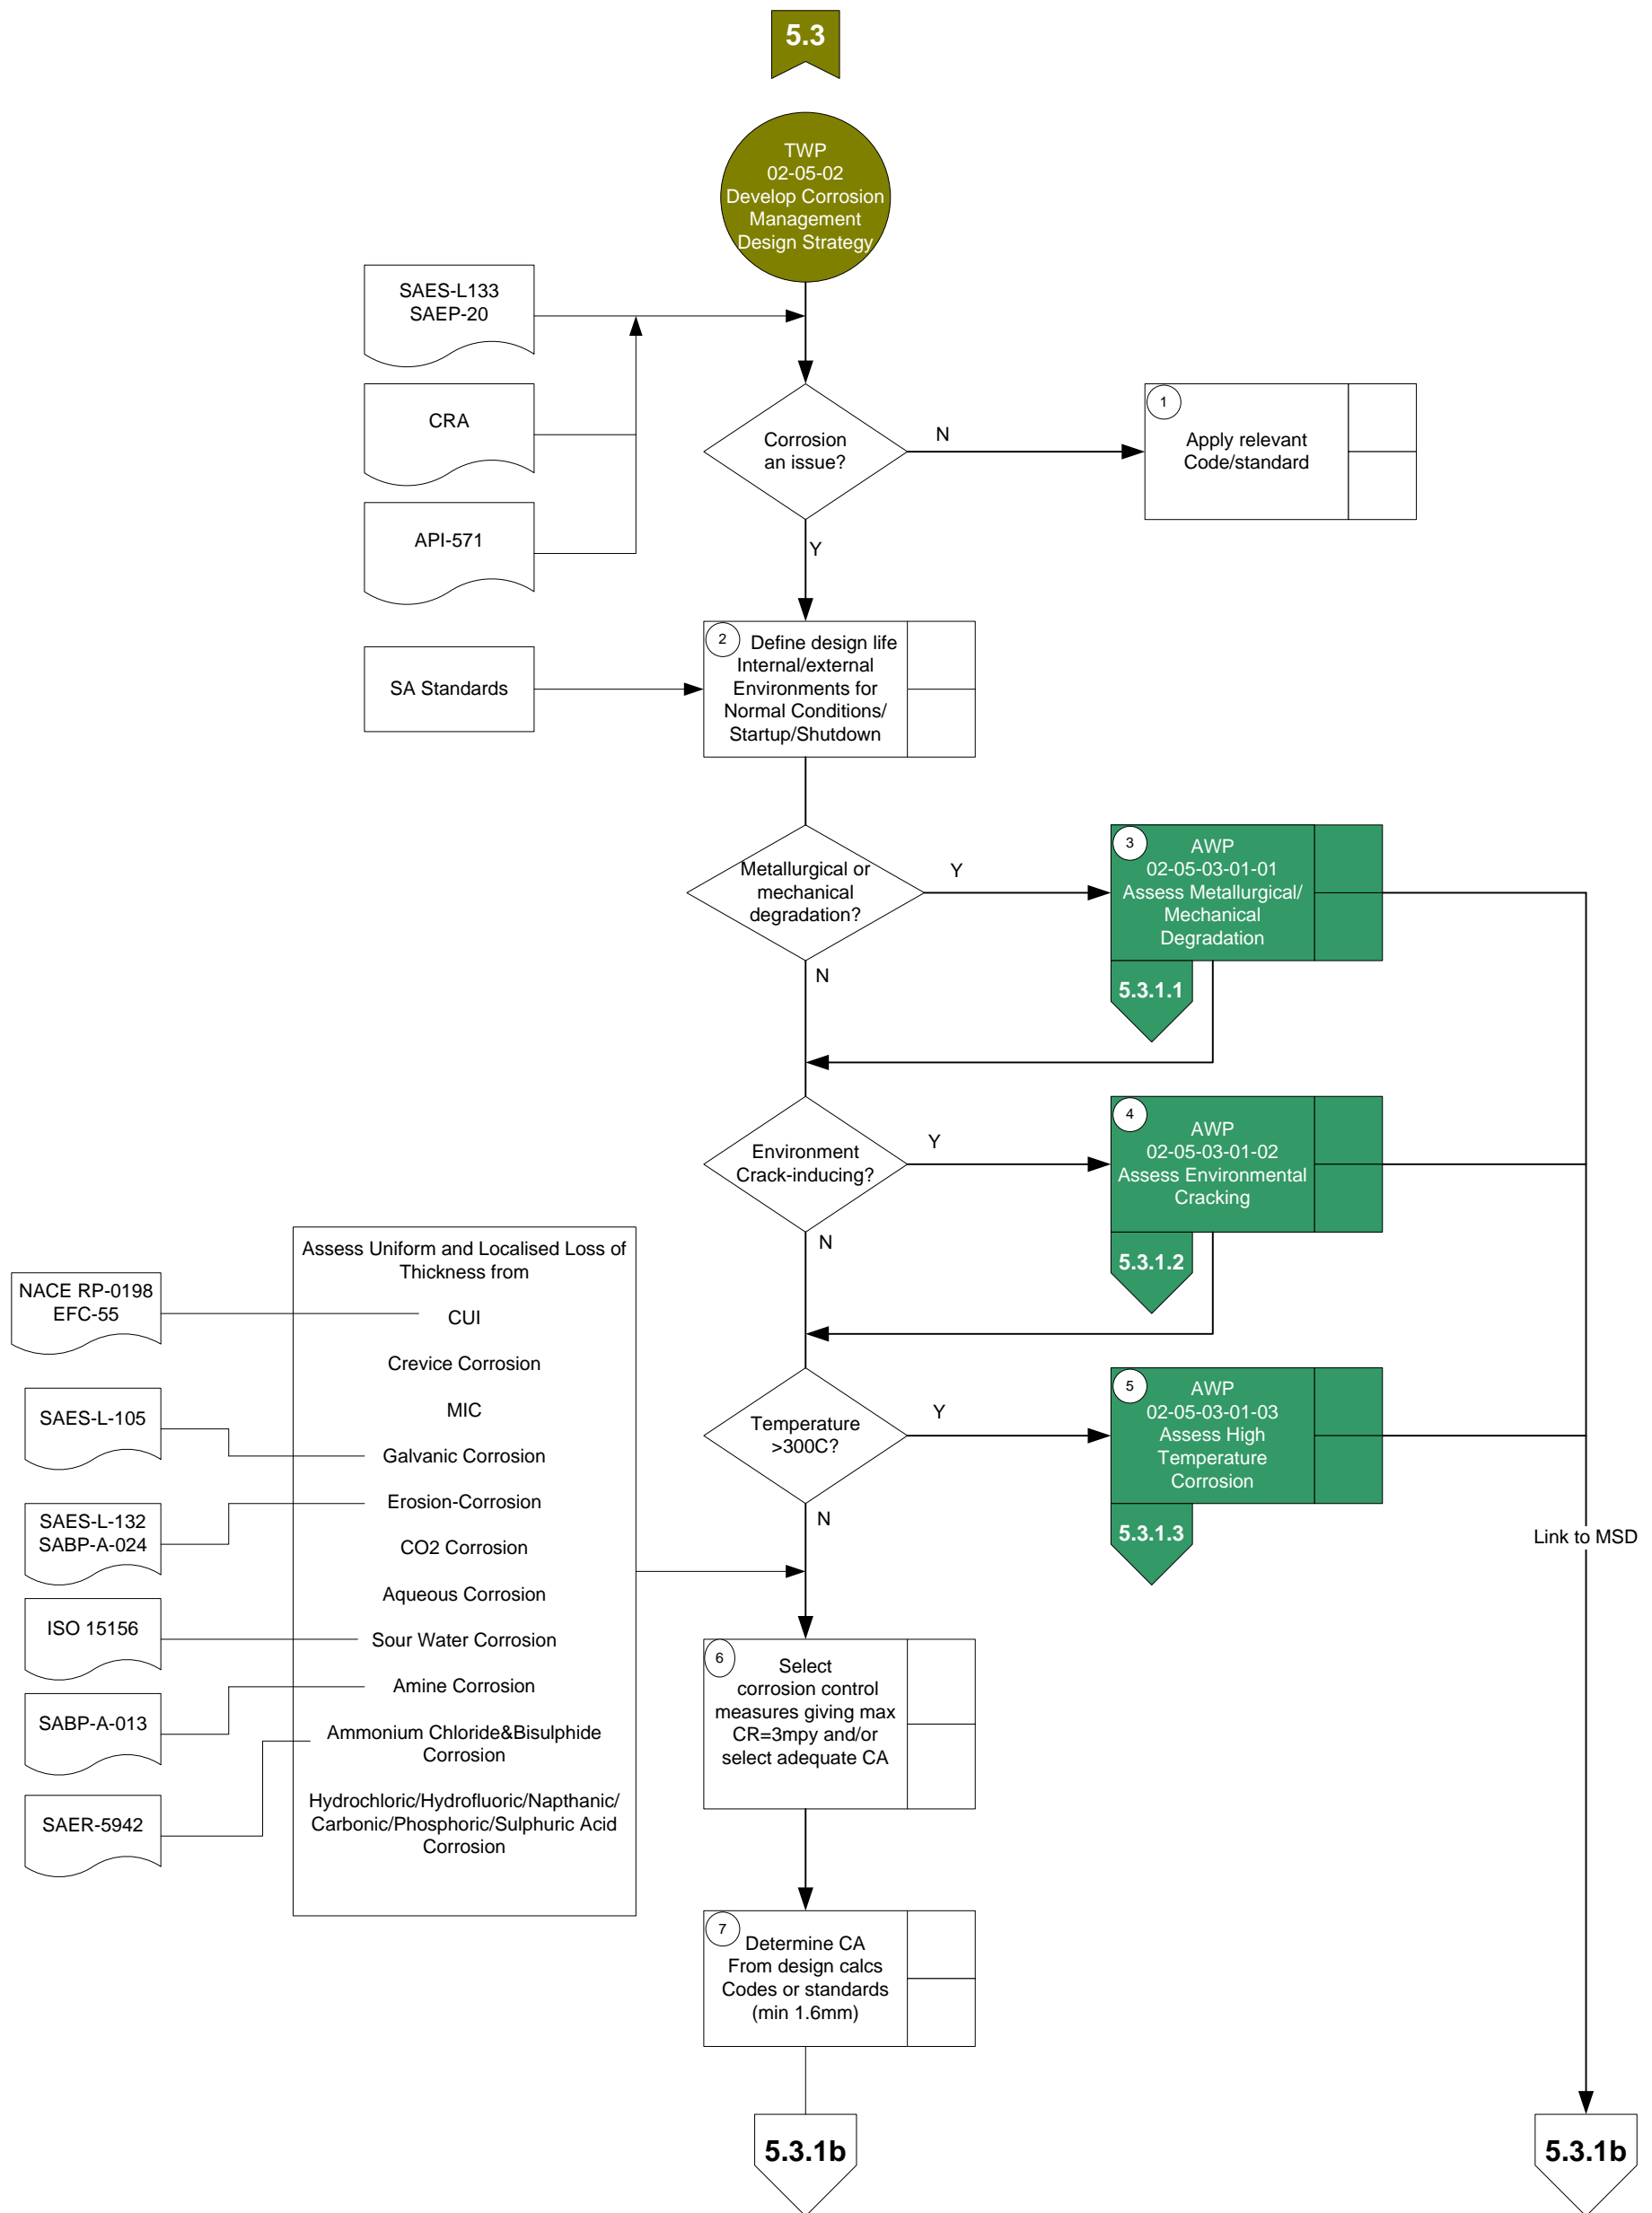 5.3
TWP
02-05-02
Develop Corrosion
Management
Design Strategy
SAES-L133
SAEP-20
CRA
API-571
Corrosion
an issue?
N
1
Apply relevant
Code/standard
Y
SA Standards
2
Define design life
Internal/external
Environments for
Normal Conditions/
Startup/Shutdown
Metallurgical or
mechanical
degradation?
Y
3
AWP
02-05-03-01-01
Assess Metallurgical/
Mechanical
Degradation
5.3.1.1
N
Environment
Crack-inducing?
Y
4
AWP
02-05-03-01-02
Assess Environmental
Cracking
5.3.1.2
N
Temperature
>300C?
Y
5
AWP
02-05-03-01-03
Assess High
Temperature
Corrosion
5.3.1.3
N
Link to MSD
Assess Uniform and Localised Loss of
Thickness from
CUI
Crevice Corrosion
MIC
Galvanic Corrosion
Erosion-Corrosion
CO2 Corrosion
Aqueous Corrosion
Sour Water Corrosion
Amine Corrosion
Ammonium Chloride&Bisulphide
Corrosion
Hydrochloric/Hydrofluoric/Napthanic/
Carbonic/Phosphoric/Sulphuric Acid
Corrosion
NACE RP-0198
EFC-55
SAES-L-105
SAES-L-132
SABP-A-024
ISO 15156
SABP-A-013
SAER-5942
6
Select
corrosion control
measures giving max
CR=3mpy and/or
select adequate CA
7
Determine CA
From design calcs
Codes or standards
(min 1.6mm)
5.3.1b
5.3.1b